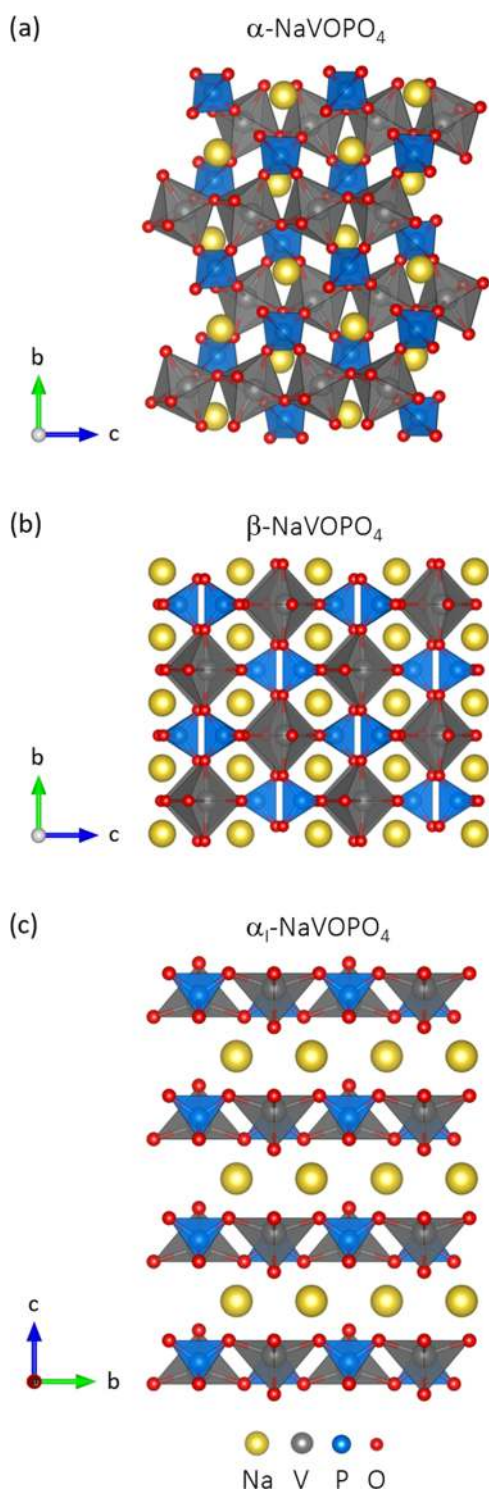 (a)
α-NaVOPO₄
b
c
(b)
β-NaVOPO₄
b
c
(c)
αI-NaVOPO₄
c
b
Na V P O